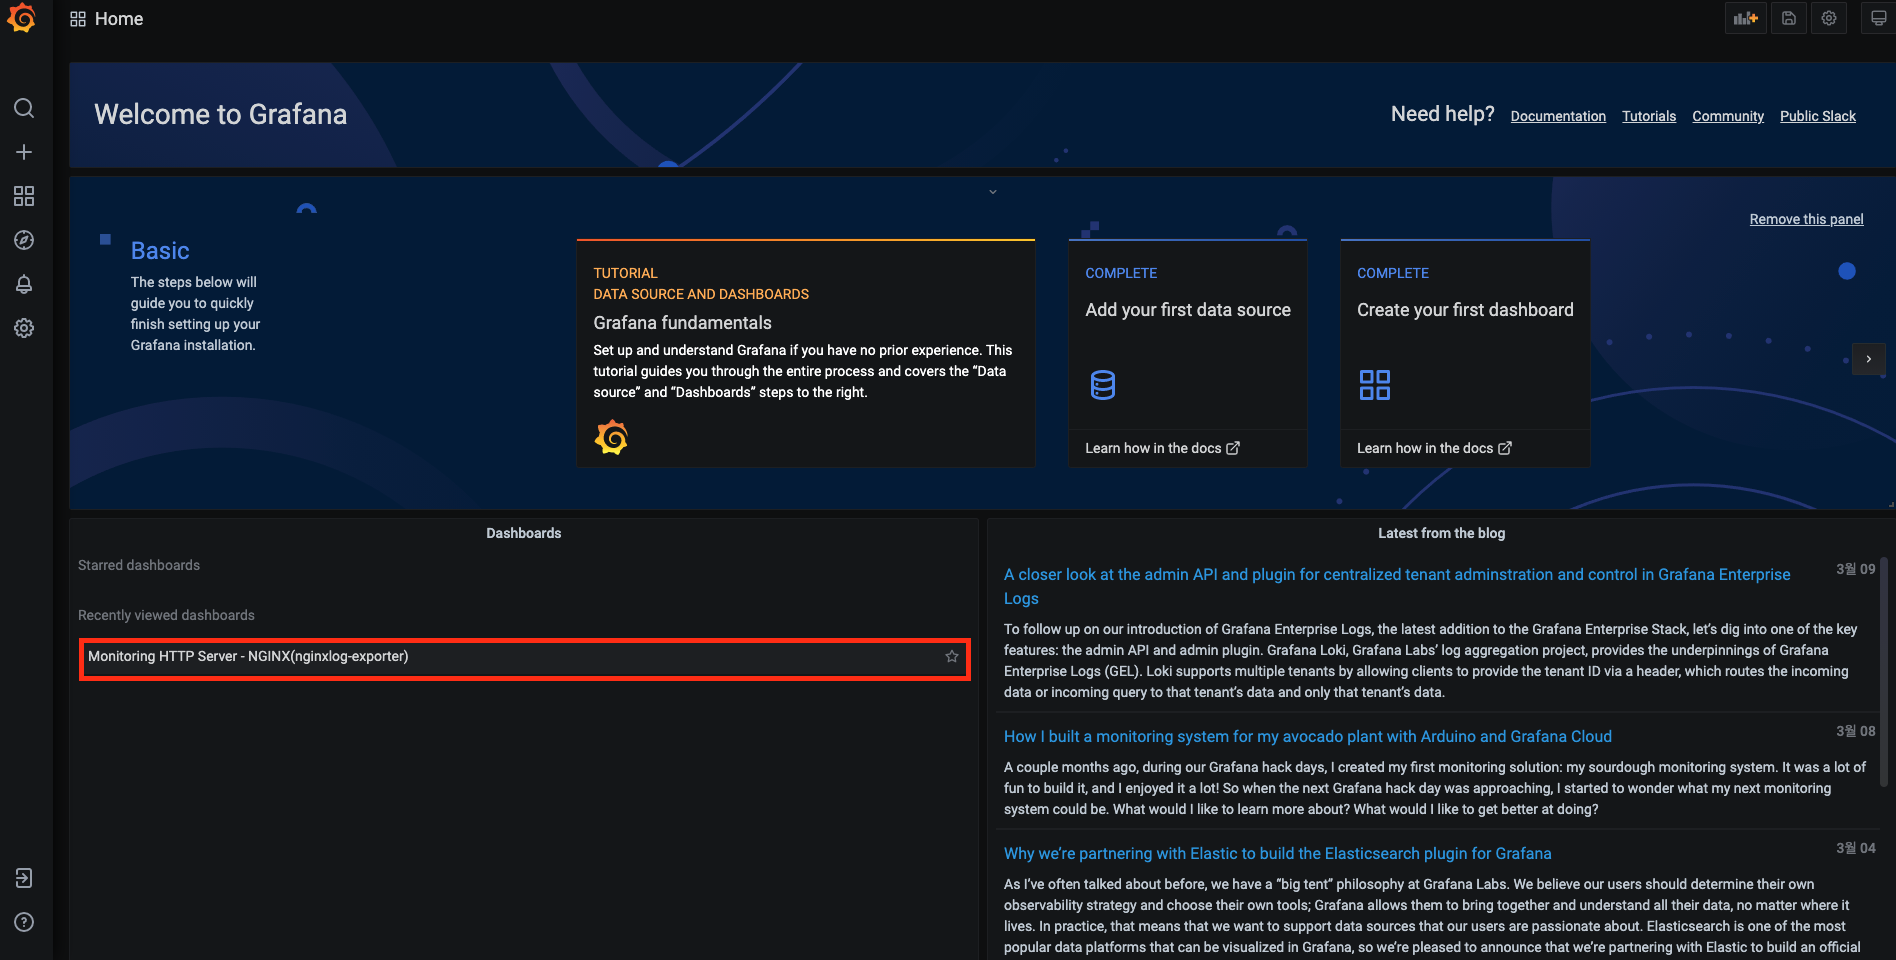 Home
Welcome to Grafana
Need help? Documentation Tutorials Community Public Slack
Remove this panel
Basic
The steps below will
guide you to quickly
finish setting up your
Grafana installation.
TUTORIAL
DATA SOURCE AND DASHBOARDS
Grafana fundamentals
Set up and understand Grafana if you have no prior experience. This
tutorial guides you through the entire process and covers the “Data
source” and “Dashboards” steps to the right.
COMPLETE
Add your first data source
Learn how in the docs
COMPLETE
Create your first dashboard
Learn how in the docs
Dashboards
Starred dashboards
Recently viewed dashboards
Monitoring HTTP Server - NGINX(nginxlog-exporter)
Latest from the blog
A closer look at the admin API and plugin for centralized tenant adminstration and control in Grafana Enterprise
Logs
3월 09
To follow up on our introduction of Grafana Enterprise Logs, the latest addition to the Grafana Enterprise Stack, let’s dig into one of the key
features: the admin API and admin plugin. Grafana Loki, Grafana Labs’ log aggregation project, provides the underpinnings of Grafana
Enterprise Logs (GEL). Loki supports multiple tenants by allowing clients to provide the tenant ID via a header, which routes the incoming
data or incoming query to that tenant’s data and only that tenant’s data.
How I built a monitoring system for my avocado plant with Arduino and Grafana Cloud
3월 08
A couple months ago, during our Grafana hack days, I created my first monitoring solution: my sourdough monitoring system. It was a lot of
fun to build it, and I enjoyed it a lot! So when the next Grafana hack day was approaching, I started to wonder what my next monitoring
system could be. What would I like to learn more about? What would I like to get better at doing?
Why we’re partnering with Elastic to build the Elasticsearch plugin for Grafana
3월 04
As I’ve often talked about before, we have a “big tent” philosophy at Grafana Labs. We believe our users should determine their own
observability strategy and choose their own tools; Grafana allows them to bring together and understand all their data, no matter where it
lives. In practice, that means that we want to support data sources that our users are passionate about. Elasticsearch is one of the most
popular data platforms that can be visualized in Grafana, so we’re pleased to announce that we’re partnering with Elastic to build an official